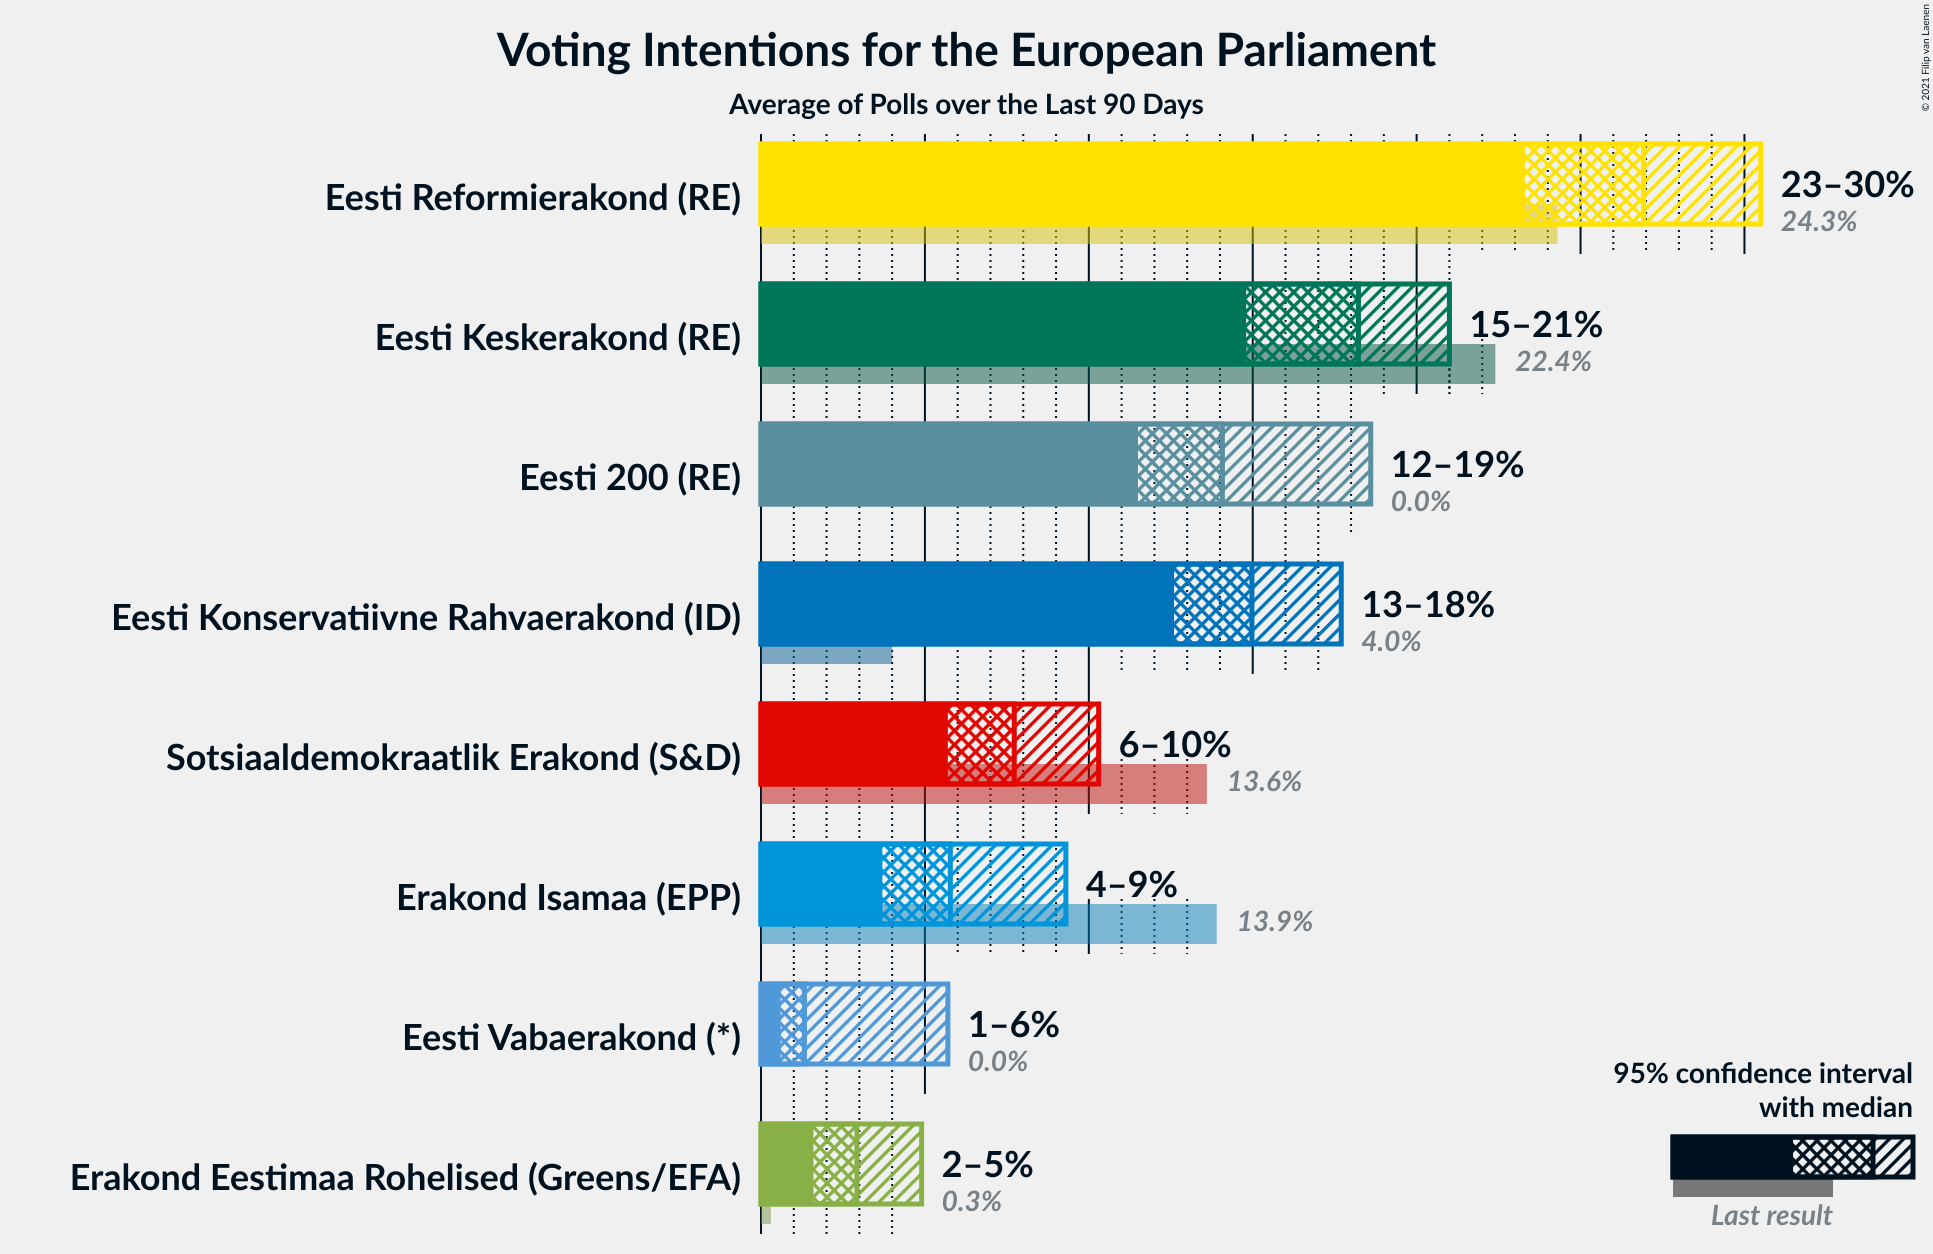 Voting Intentions for the European Parliament
Average of Polls over the Last 90 Days
© 2021 Filip van Laenen
Eesti Reformierakond (RE)
23–30%
24.3%
Eesti Keskerakond (RE)
15–21%
22.4%
Eesti 200 (RE)
12–19%
0.0%
Eesti Konservatiivne Rahvaerakond (ID)
13–18%
4.0%
Sotsiaaldemokraatlik Erakond (S&D)
6–10%
13.6%
Erakond Isamaa (EPP)
4–9%
13.9%
Eesti Vabaerakond (*)
1–6%
0.0%
Erakond Eestimaa Rohelised (Greens/EFA)
2–5%
0.3%
95% confidence interval
with median
Last result